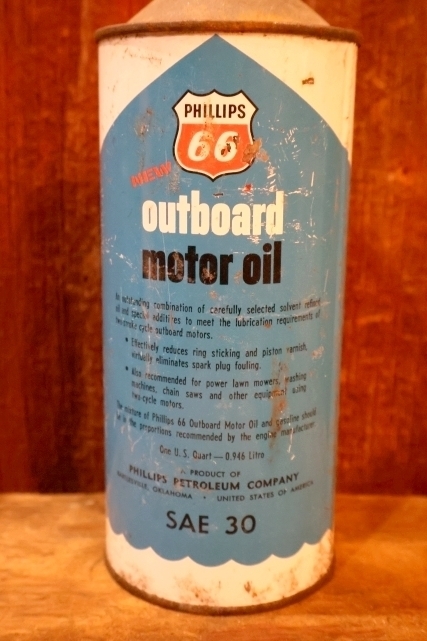 PHILLIPS
66
outboard
motor oil
An outstanding combination of carefully selected solvent refined
oil and special additives to meet the lubrication requirements of
two-stroke cycle outboard motors.
• Effectively reduces ring sticking and piston varnish,
virtually eliminates spark plug fouling.
• Also recommended for power lawn mowers, washing
machines, chain saws and other equipment using
two cycle motors.
The mixture of Phillips 66 Outboard Motor Oil and gasoline should
be in the proportions recommended by the engine manufacturer
One U. S. Quart — 0.946 Litro
A PRODUCT OF
PHILLIPS PETROLEUM COMPANY
BARTLESVILLE, OKLAHOMA • UNITED STATES OF AMERICA
SAE 30